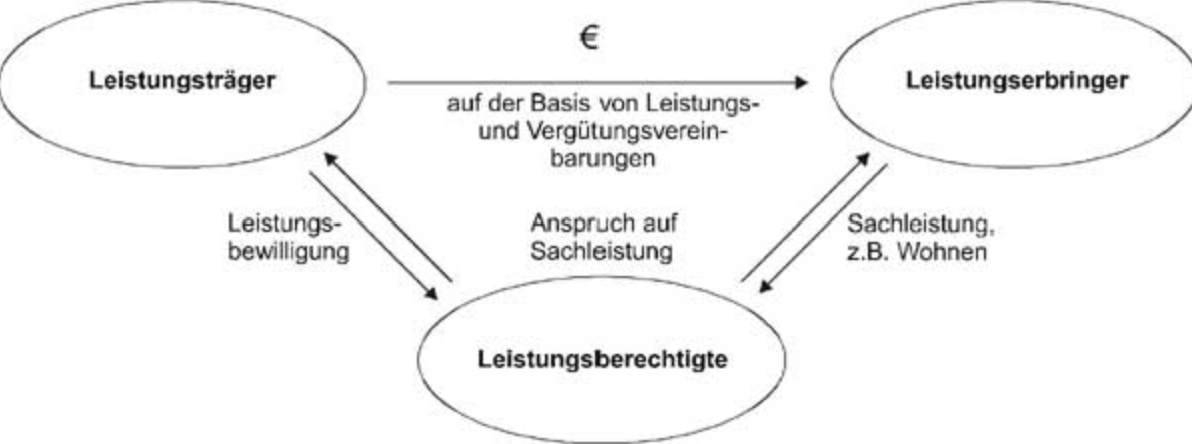 €
Leistungsträger
Leistungserbringer
auf der Basis von Leistungs-
und Vergütungsverein-
barungen
Leistungs-
bewilligung
Anspruch auf
Sachleistung
Sachleistung,
z.B. Wohnen
Leistungsberechtigte